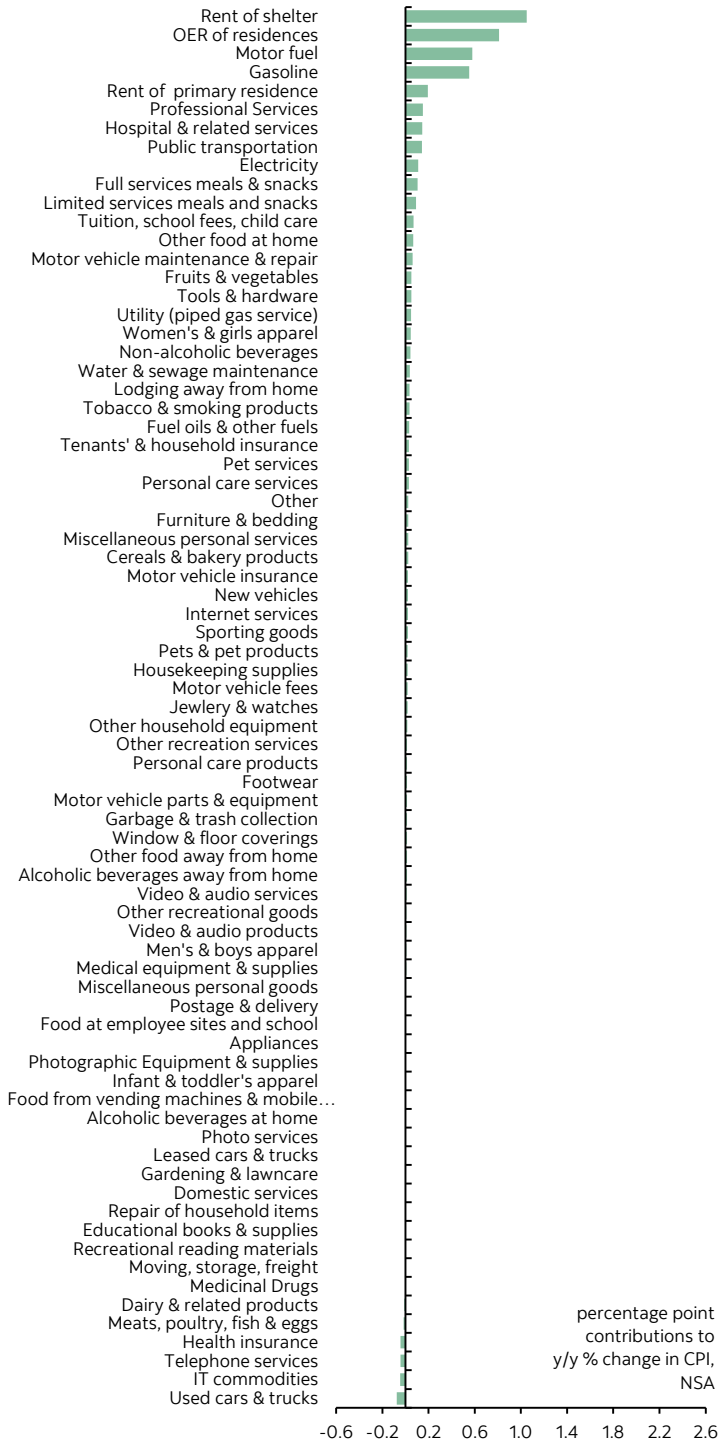 Rent of shelter
OER of residences
Motor fuel
Gasoline
Rent of  primary residence
Professional Services
Hospital & related services
Public transportation
Electricity
Full services meals & snacks
Limited services meals and snacks
Tuition, school fees, child care
Other food at home
Motor vehicle maintenance & repair
Fruits & vegetables
Tools & hardware
Utility (piped gas service)
Women's & girls apparel
Non-alcoholic beverages
Water & sewage maintenance
Lodging away from home
Tobacco & smoking products
Fuel oils & other fuels
Tenants' & household insurance
Pet services
Personal care services
Other
Furniture & bedding
Miscellaneous personal services
Cereals & bakery products
Motor vehicle insurance
New vehicles
Internet services
Sporting goods
Pets & pet products
Housekeeping supplies
Motor vehicle fees
Jewlery & watches
Other household equipment
Other recreation services
Personal care products
Footwear
Motor vehicle parts & equipment
Garbage & trash collection
Window & floor coverings
Other food away from home
Alcoholic beverages away from home
Video & audio services
Other recreational goods
Video & audio products
Men's & boys apparel
Medical equipment & supplies
Miscellaneous personal goods
Postage & delivery
Food at employee sites and school
Appliances
Photographic Equipment & supplies
Infant & toddler's apparel
Food from vending machines & mobile…
Alcoholic beverages at home
Photo services
Leased cars & trucks
Gardening & lawncare
Domestic services
Repair of household items
Educational books & supplies
Recreational reading materials
Moving, storage, freight
Medicinal Drugs
Dairy & related products
Meats, poultry, fish & eggs
Health insurance
Telephone services
IT commodities
Used cars & trucks
percentage point
contributions to
y/y % change in CPI,
NSA
-0.6 -0.2 0.2 0.6 1.0 1.4 1.8 2.2 2.6